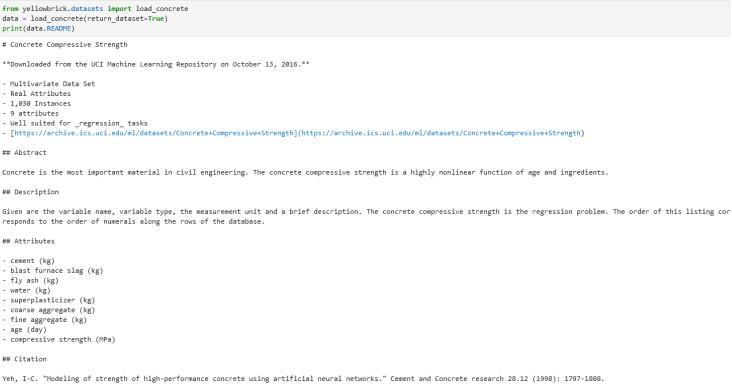 from yellowbrick.datasets import load_concrete
data = load_concrete(return_dataset=True)
print(data.README)
# Concrete Compressive Strength
**Downloaded from the UCI Machine Learning Repository on October 13, 2016.**
- Multivariate Data Set
- Real Attributes
- 1,030 Instances
- 9 attributes
- Well suited for _regression_ tasks
- [https://archive.ics.uci.edu/ml/datasets/Concrete+Compressive+Strength](https://archive.ics.uci.edu/ml/datasets/Concrete+Compressive+Strength)
## Abstract
Concrete is the most important material in civil engineering. The concrete compressive strength is a highly nonlinear function of age and ingredients.
## Description
Given are the variable name, variable type, the measurement unit and a brief description. The concrete compressive strength is the regression problem. The order of this listing cor
responds to the order of numerals along the rows of the database.
## Attributes
- cement (kg)
- blast furnace slag (kg)
- fly ash (kg)
- water (kg)
- superplasticizer (kg)
- coarse aggregate (kg)
- fine aggregate (kg)
- age (day)
- compressive strength (MPa)
## Citation
Yeh, I-C. "Modeling of strength of high-performance concrete using artificial neural networks." Cement and Concrete research 28.12 (1998): 1797-1808.